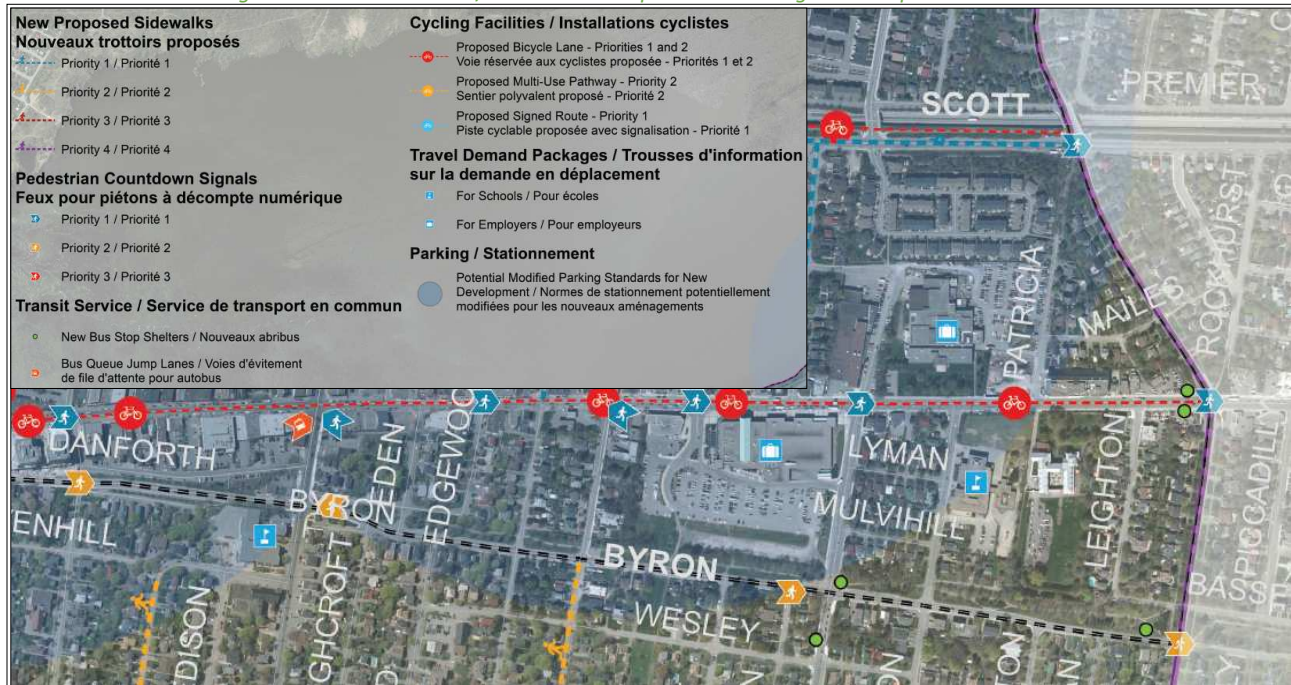 New Proposed Sidewalks
Nouveaux trottoirs proposés
Priority 1 / Priorité 1
Priority 2 / Priorité 2
Priority 3 / Priorité 3
Priority 4 / Priorité 4
Pedestrian Countdown Signals
Feux pour piétons à décompte numérique
Priority 1 / Priorité 1
Priority 2 / Priorité 2
Priority 3 / Priorité 3
Transit Service / Service de transport en commun
New Bus Stop Shelters / Nouveaux abribus
Bus Queue Jump Lanes / Voies d'évitement
de file d'attente pour autobus
Cycling Facilities / Installations cyclistes
Proposed Bicycle Lane - Priorities 1 and 2
Voie réservée aux cyclistes proposée - Priorités 1 et 2
Proposed Multi-Use Pathway - Priority 2
Sentier polyvalent proposé - Priorité 2
Proposed Signed Route - Priority 1
Piste cyclable proposée avec signalisation - Priorité 1
Travel Demand Packages / Trousses d'information
sur la demande en déplacement
For Schools / Pour écoles
For Employers / Pour employeurs
Parking / Stationnement
Potential Modified Parking Standards for New
Development / Normes de stationnement potentiellement
modifiées pour les nouveaux aménagements
SCOTT
PREMIER
ROCKHURST
PATRICIA
MAILES
DANFORTH
EDEN
EDGEWOO
LYMAN
LEIGHTON
PICCADILLY
BYRON
MULVIHILL
ENHILL
BYRON
BASSE
WESLEY
EDISON
GHCROFT
TON
ON